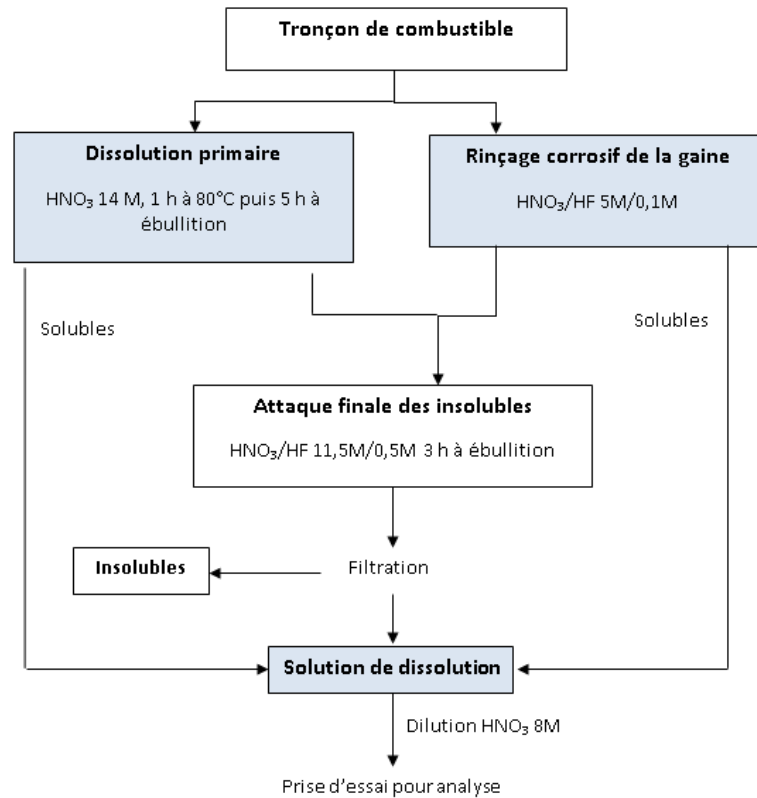 Tronçon de combustible
Dissolution primaire
HNO₃ 14 M, 1 h à 80°C puis 5 h à
ébullition
Rinçage corrosif de la gaine
HNO₃/HF 5M/0,1M
Solubles
Solubles
Attaque finale des insolubles
HNO₃/HF 11,5M/0,5M 3 h à ébullition
Insolubles
Filtration
Solution de dissolution
Dilution HNO₃ 8M
Prise d'essai pour analyse